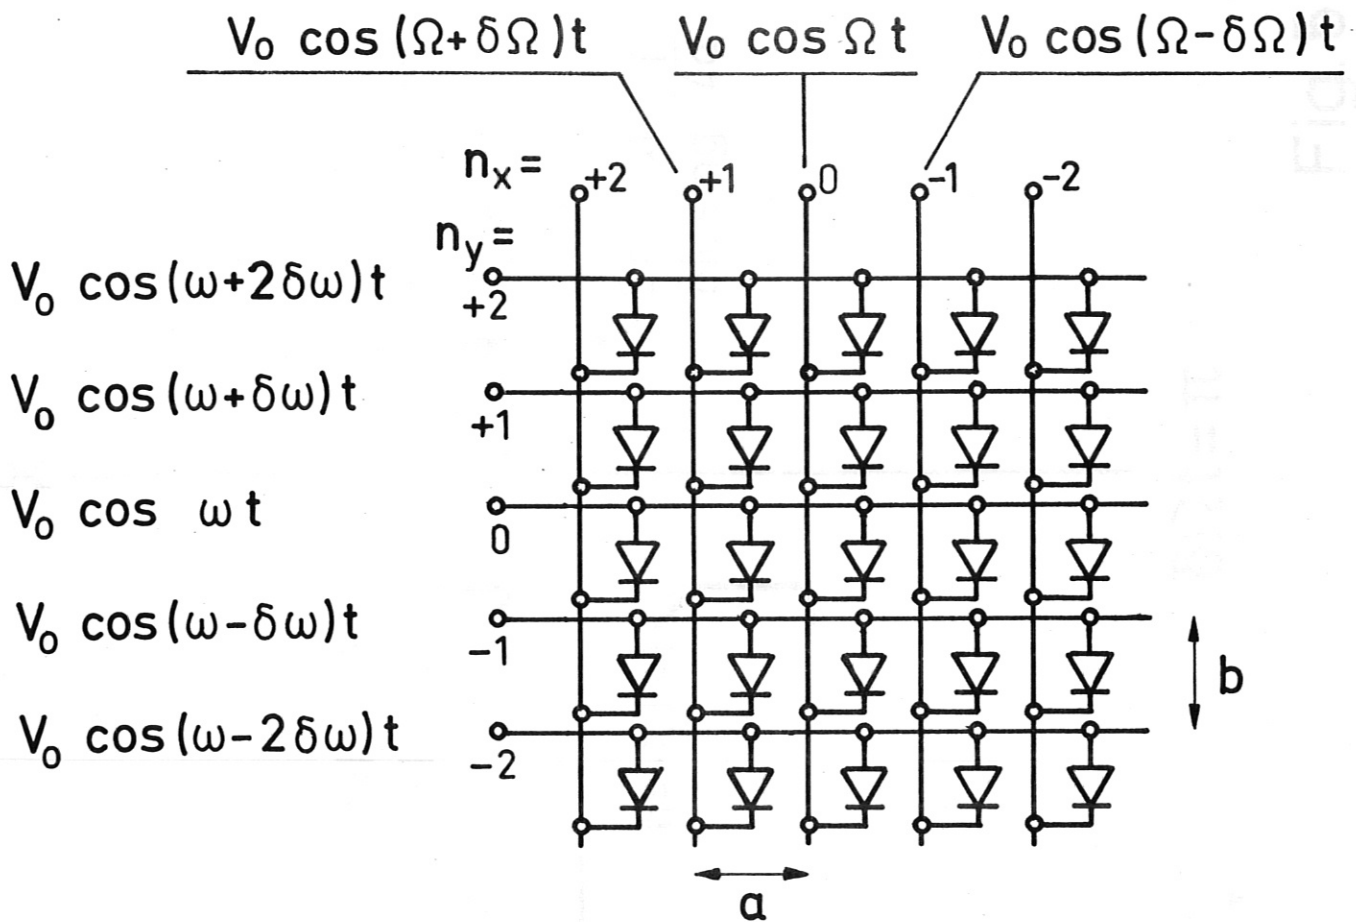 V₀ cos (Ω+δΩ)t V₀ cos Ω t V₀ cos (Ω-δΩ) t
nₓ= +2 +1 0 -1 -2
n_y=
V₀ cos (ω+2δω) t +2
V₀ cos (ω+δω) t +1
V₀ cos ω t 0
V₀ cos (ω-δω) t -1
b
V₀ cos (ω-2δω) t -2
a